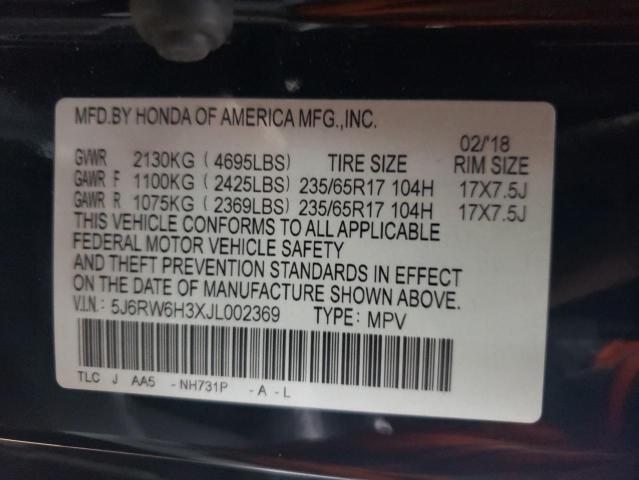 MFD.BY HONDA OF AMERICA MFG.,INC.
02/'18
GVWR 2130KG ( 4695LBS) TIRE SIZE RIM SIZE
GAWR F 1100KG ( 2425LBS) 235/65R17 104H 17X7.5J
GAWR R 1075KG ( 2369LBS) 235/65R17 104H 17X7.5J
THIS VEHICLE CONFORMS TO ALL APPLICABLE
FEDERAL MOTOR VEHICLE SAFETY
AND THEFT PREVENTION STANDARDS IN EFFECT
ON THE DATE OF MANUFACTURE SHOWN ABOVE.
V.I.N.: 5J6RW6H3XJL002369 TYPE: MPV
TLC J AA5 - NH731P - A - L